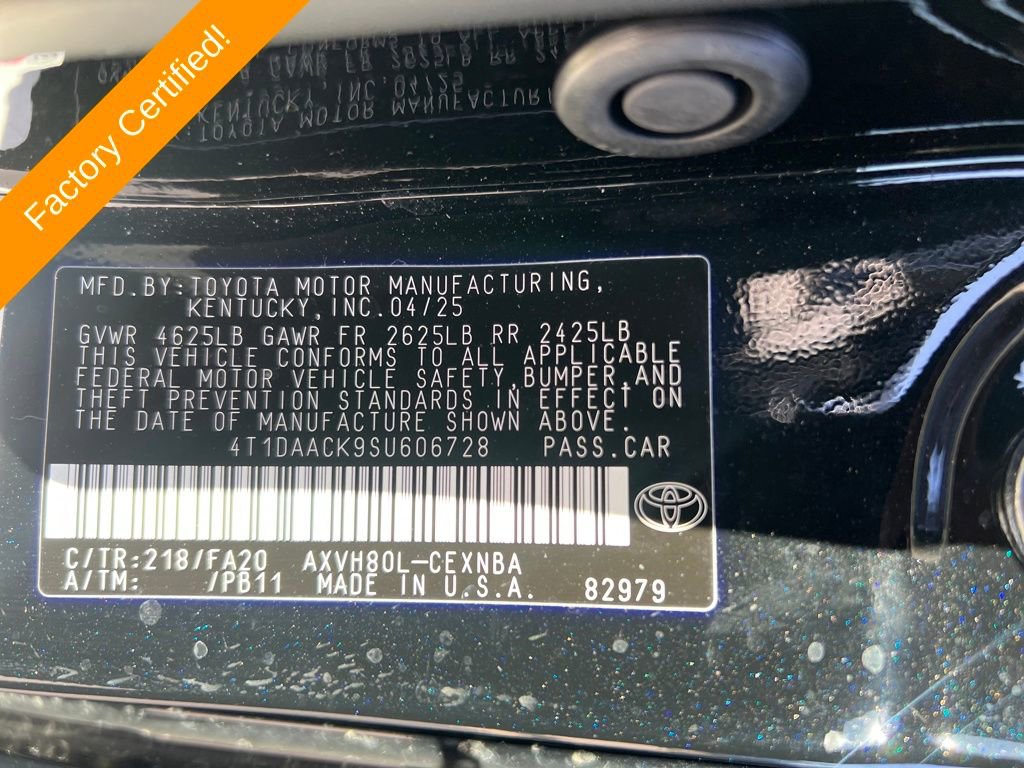 Factory Certified!
MFD.BY:TOYOTA MOTOR MANUFACTURING,
KENTUCKY,INC.04/25
GVWR 4625LB GAWR FR 2625LB RR 2425LB
THIS VEHICLE CONFORMS TO ALL APPLICABLE
FEDERAL MOTOR VEHICLE SAFETY,BUMPER,AND
THEFT PREVENTION STANDARDS IN EFFECT ON
THE DATE OF MANUFACTURE SHOWN ABOVE.
4T1DAACK9SU606728 PASS.CAR
C/TR:218/FA20 AXVH80L-CEXNBA
A/TM: /PB11 MADE IN U.S.A. 82979